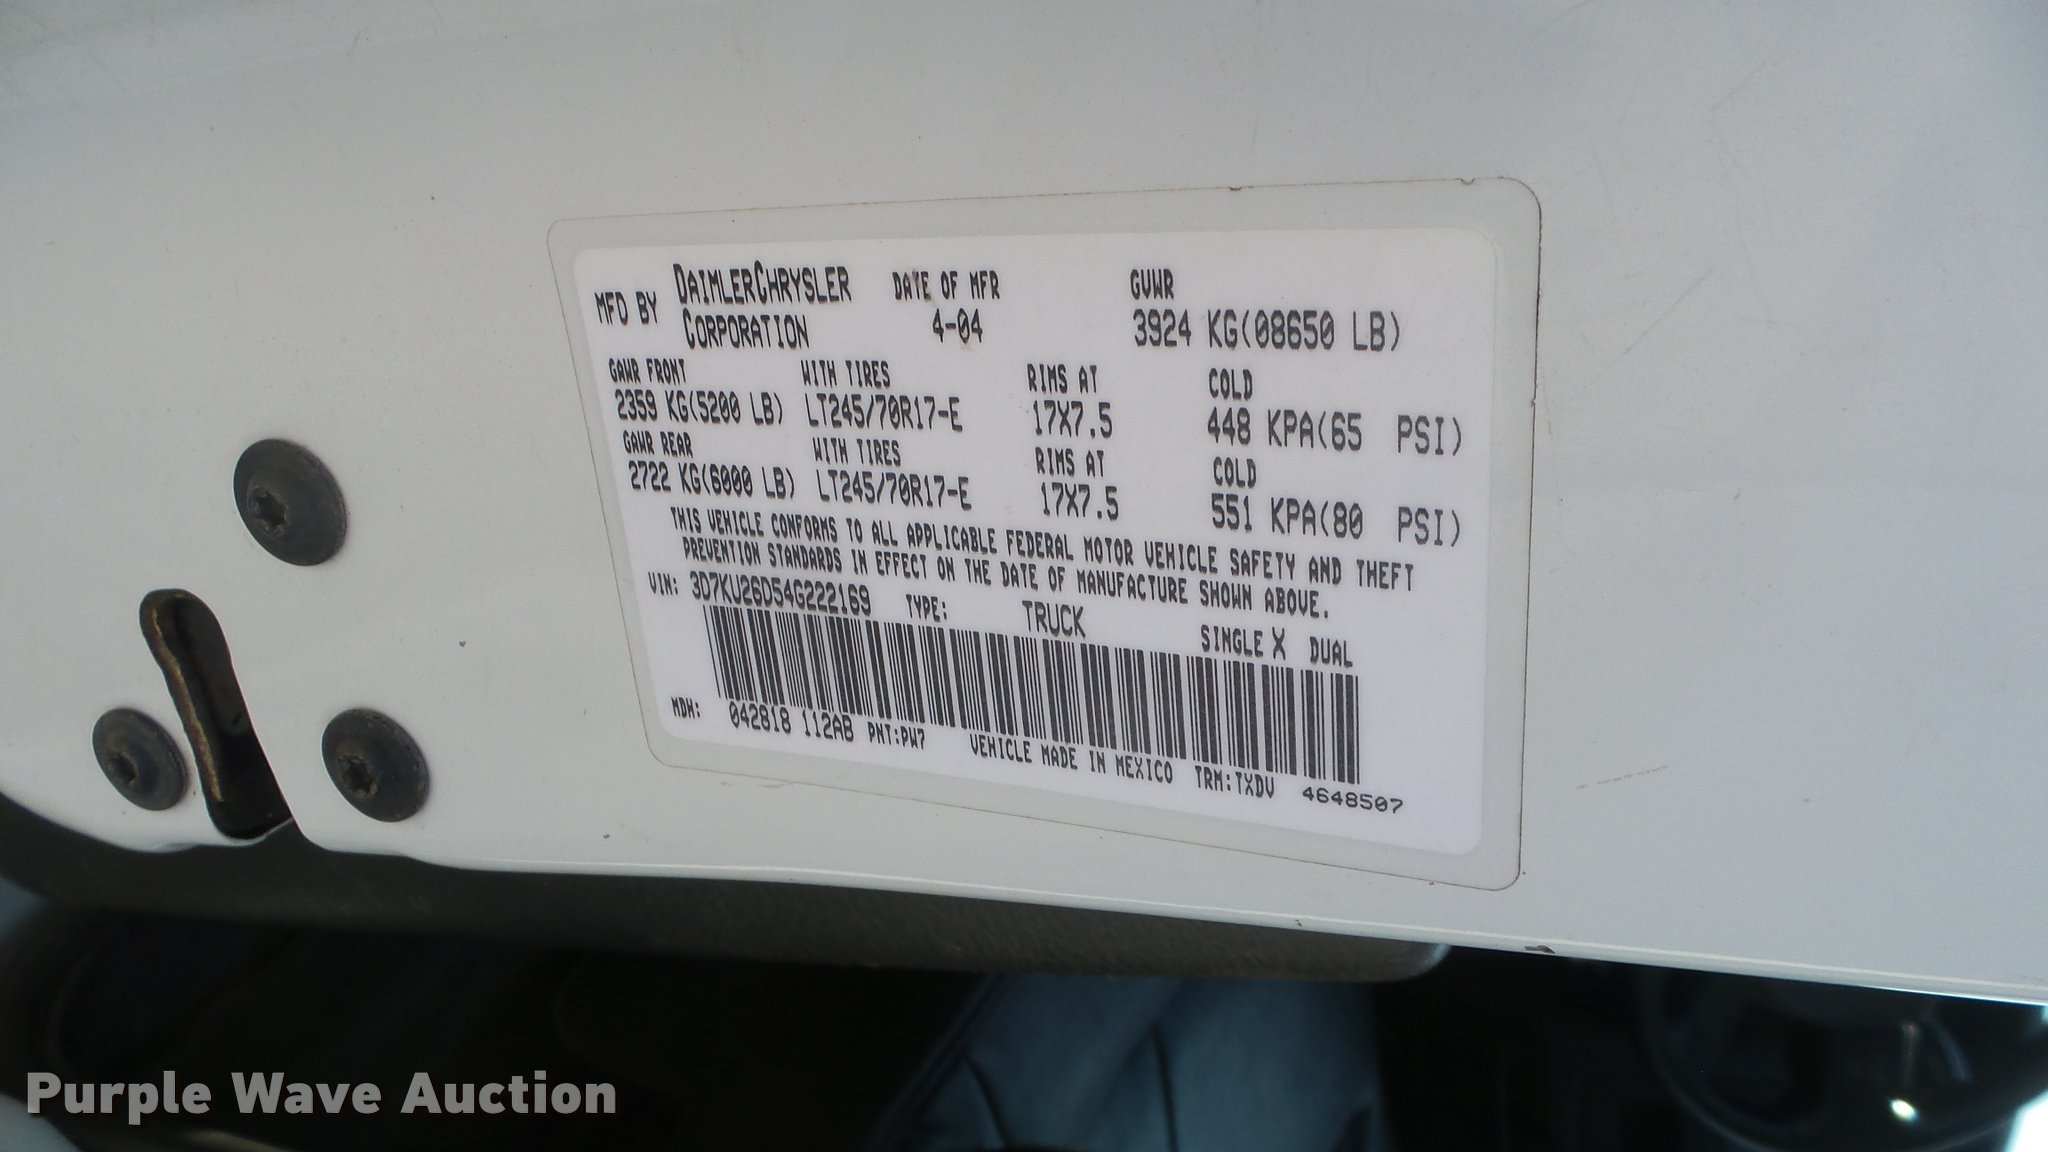 MFD BY DAIMLERCHRYSLER CORPORATION DATE OF MFR 4-04 GVWR 3924 KG(08650 LB)
GAWR FRONT WITH TIRES RIMS AT COLD
2359 KG(5200 LB) LT245/70R17-E 17X7.5 448 KPA(65 PSI)
GAWR REAR WITH TIRES RIMS AT COLD
2722 KG(6000 LB) LT245/70R17-E 17X7.5 551 KPA(80 PSI)
THIS VEHICLE CONFORMS TO ALL APPLICABLE FEDERAL MOTOR VEHICLE SAFETY AND THEFT
PREVENTION STANDARDS IN EFFECT ON THE DATE OF MANUFACTURE SHOWN ABOVE.
VIN: 3D7KU26D54G222169 TYPE: TRUCK SINGLE X DUAL
MDH: 042818 112AB PNT:PW7 VEHICLE MADE IN MEXICO TRM:TXDV 4648507
Purple Wave Auction